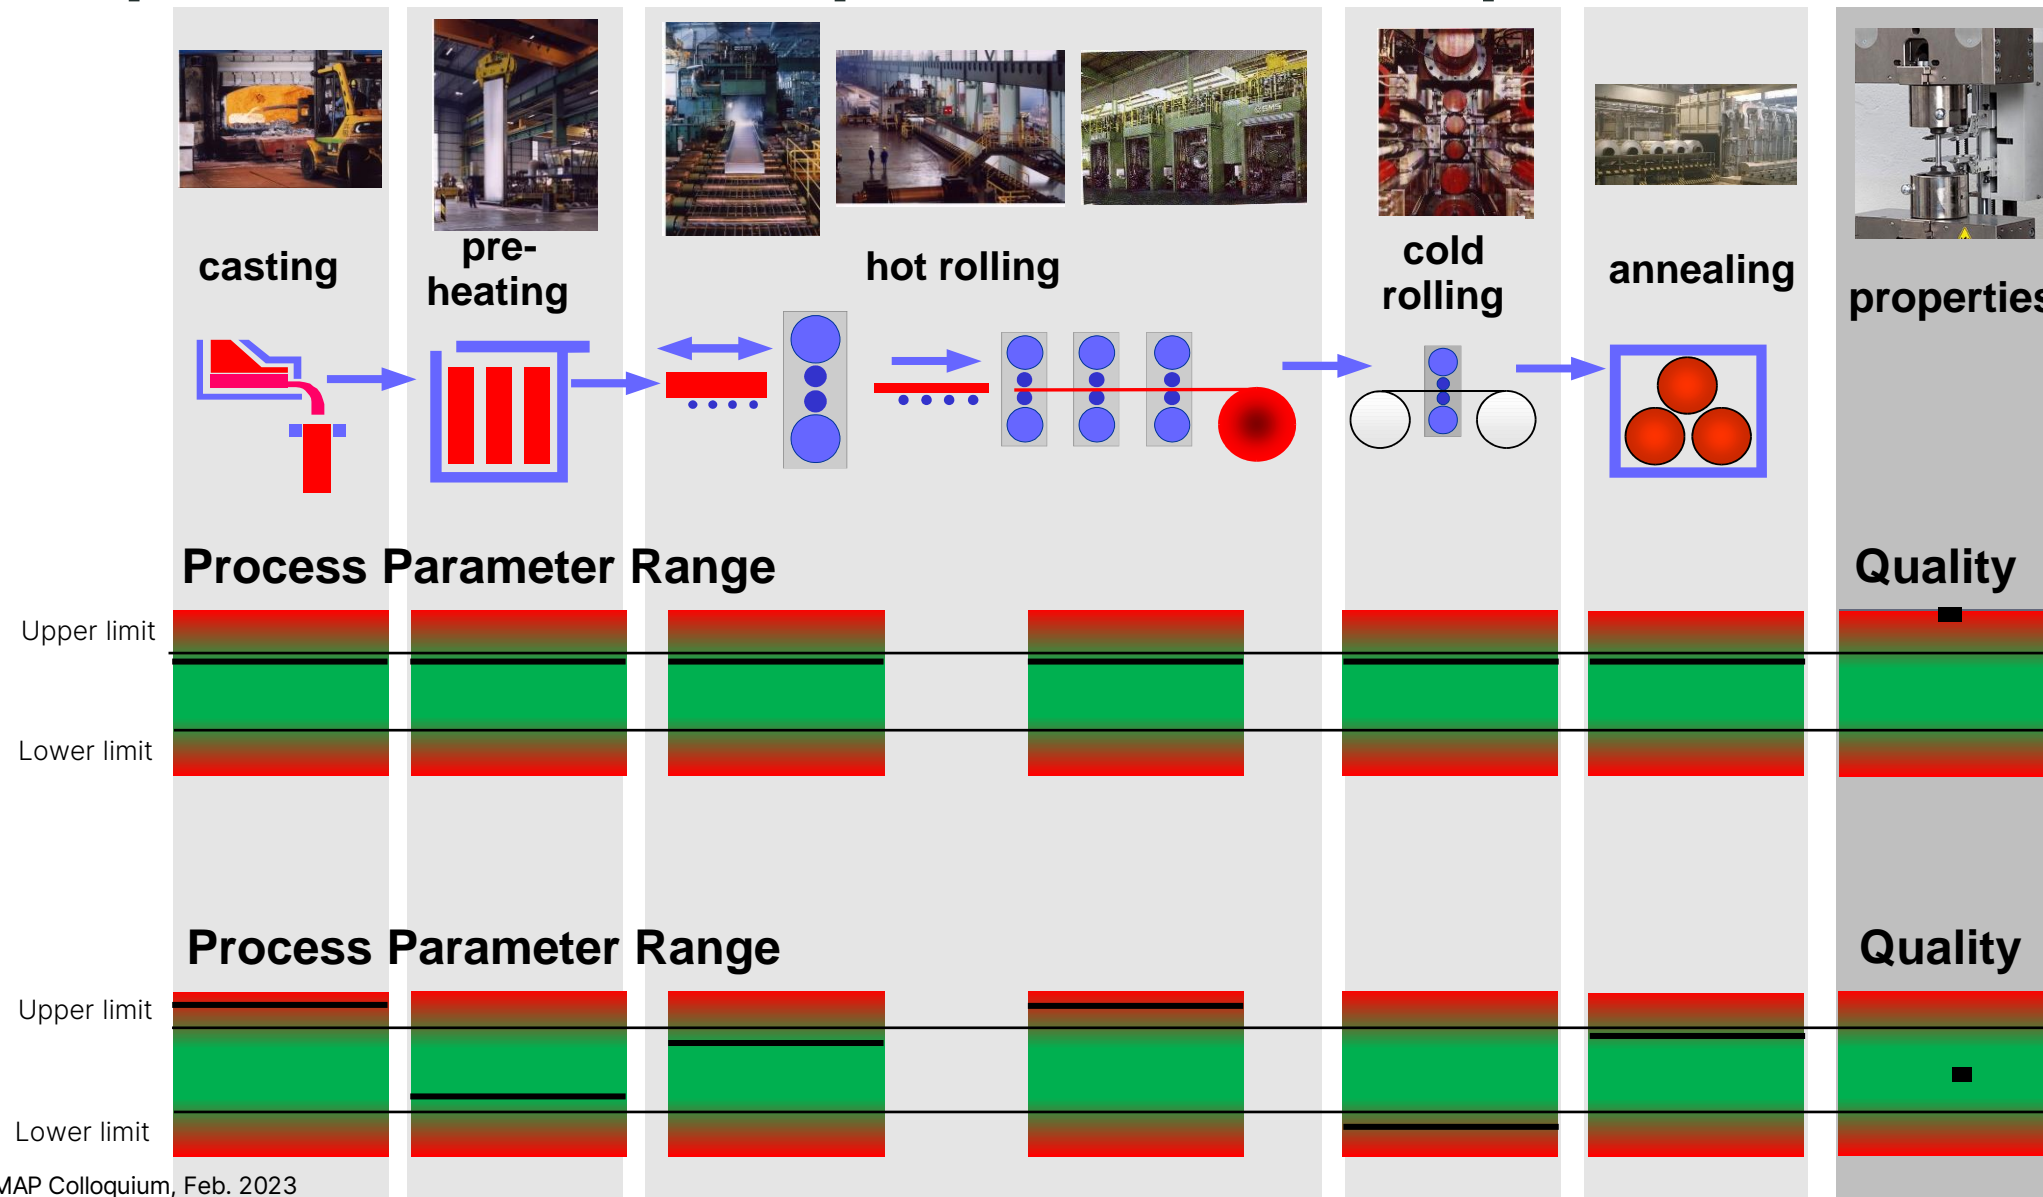 casting
pre-
heating
hot rolling
cold
rolling
annealing
properties
Process Parameter Range
Quality
Upper limit
Lower limit
Process Parameter Range
Quality
Upper limit
Lower limit
MAP Colloquium, Feb. 2023